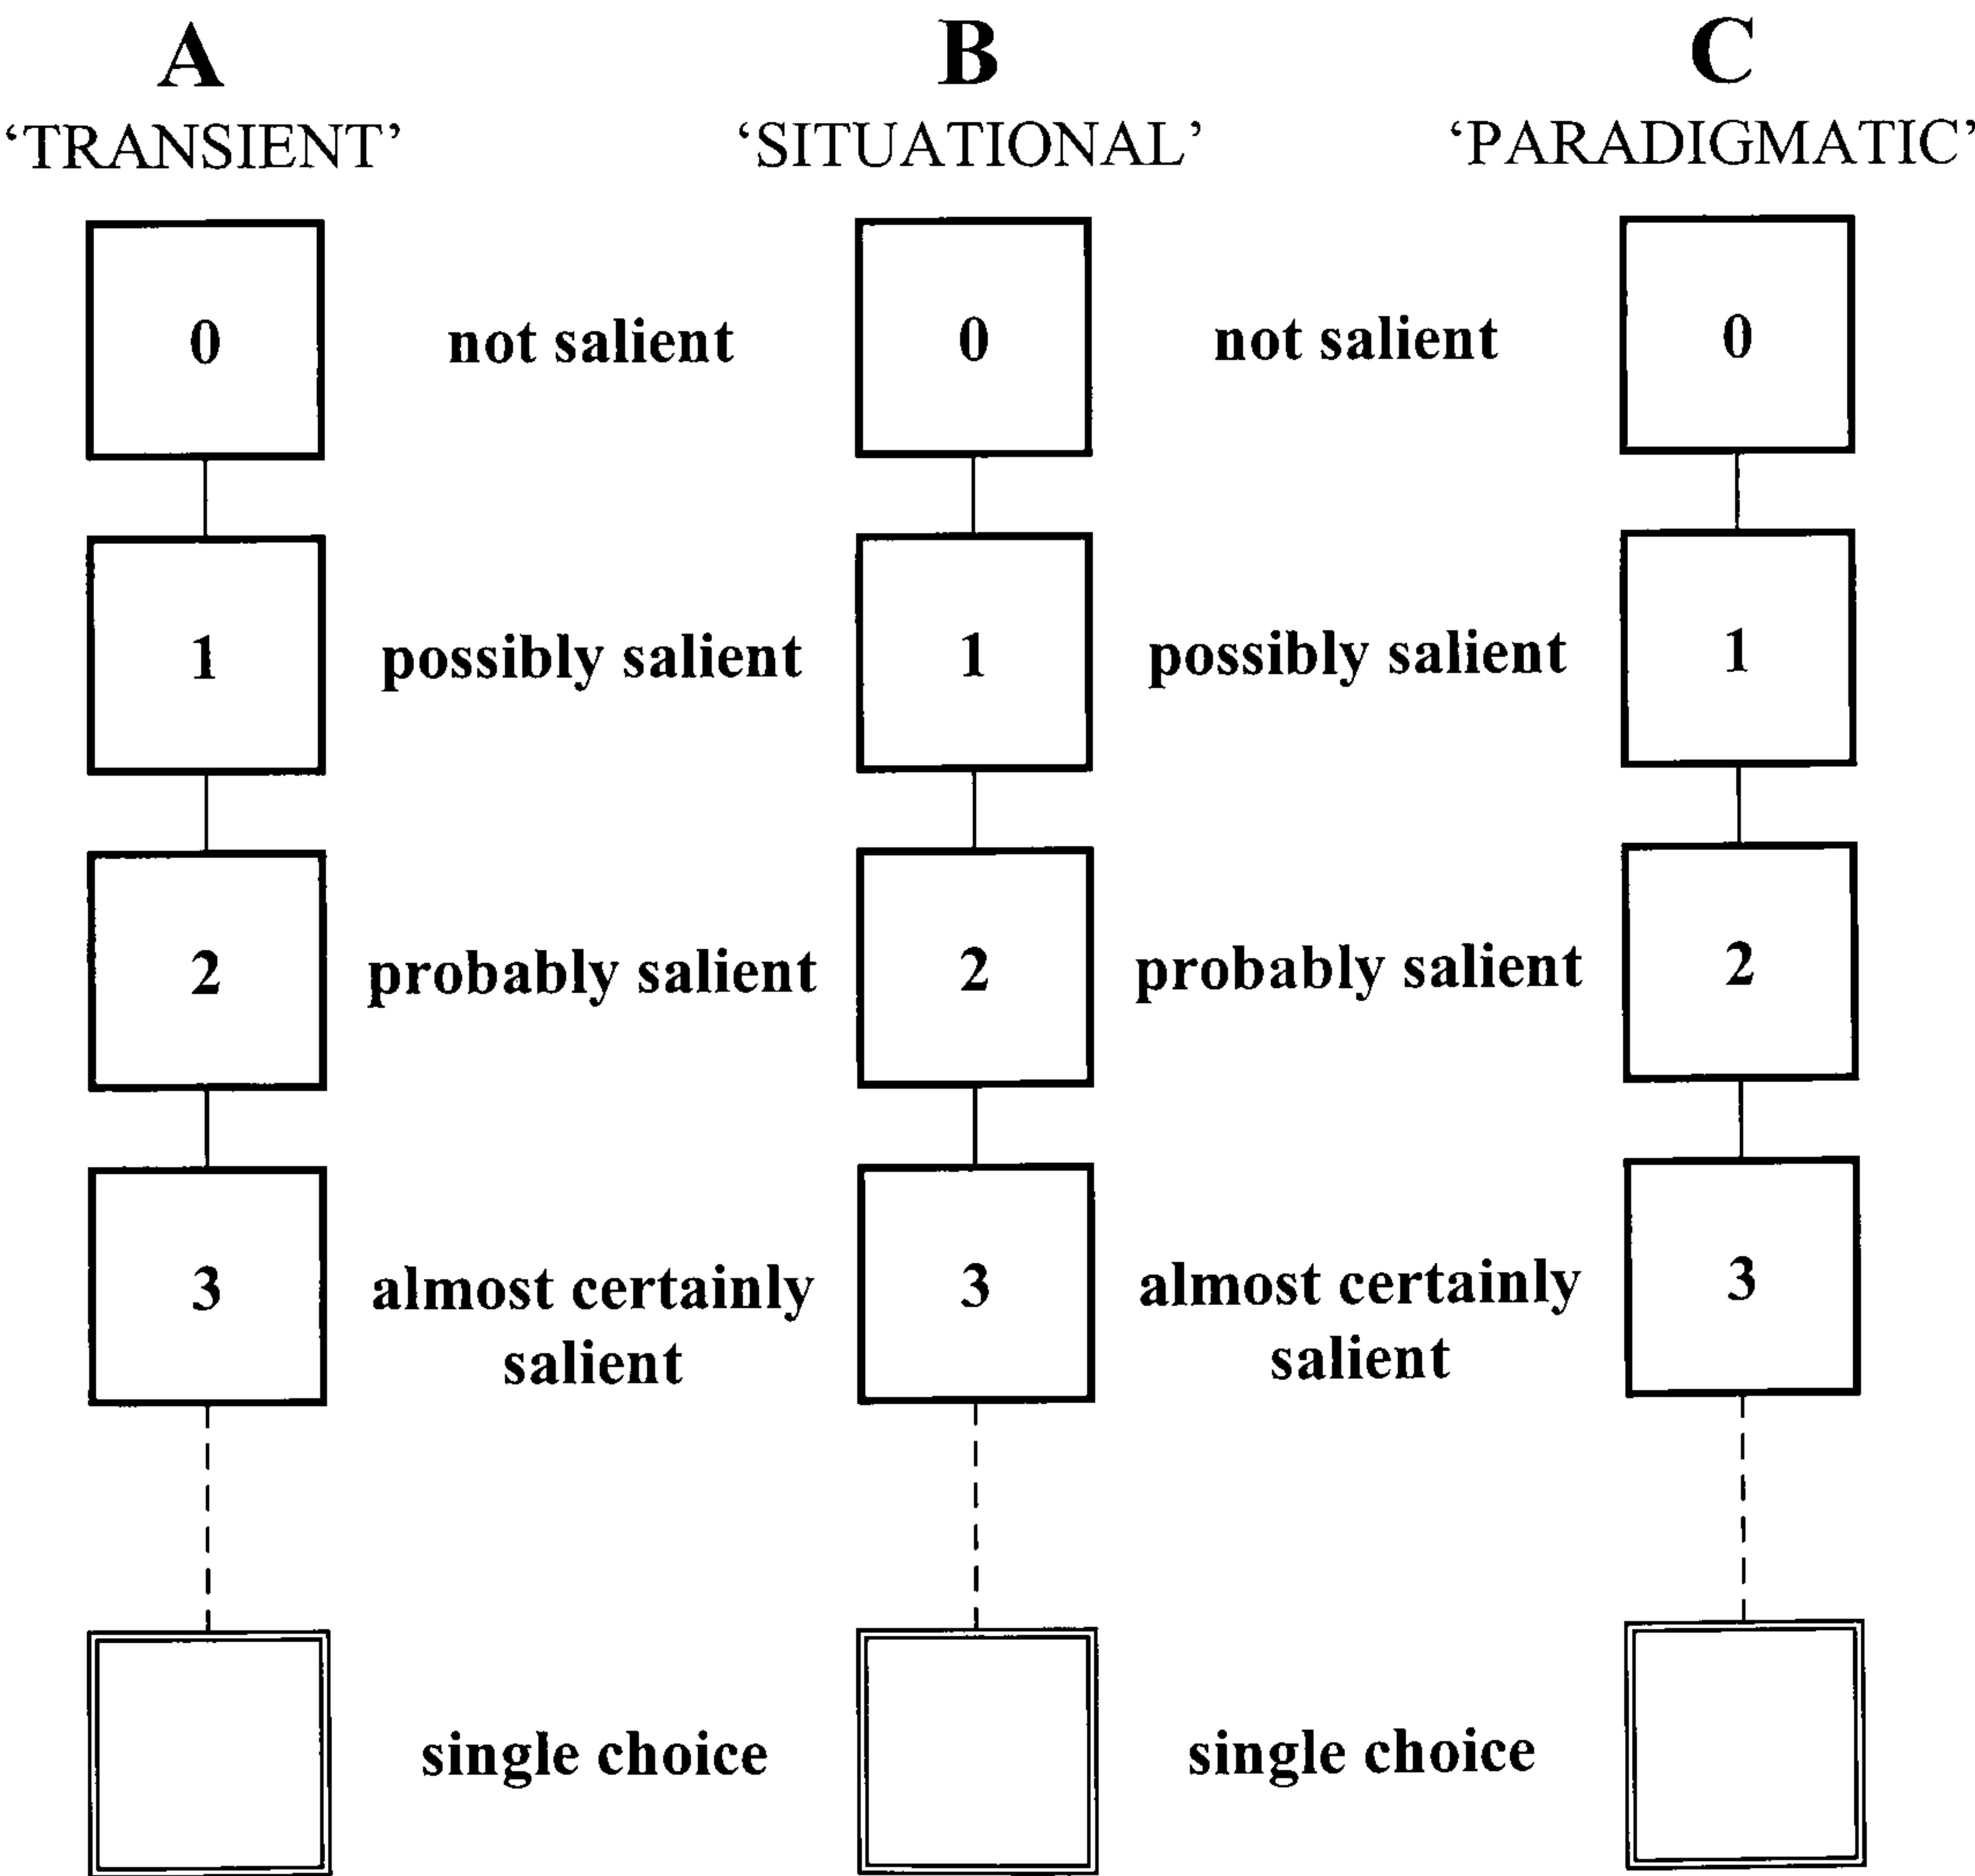 A B C
‘TRANSIENT’ ‘SITUATIONAL’ ‘PARADIGMATIC’
0 not salient 0 not salient 0
1 possibly salient 1 possibly salient 1
2 probably salient 2 probably salient 2
3 almost certainly 3 almost certainly 3
salient salient
single choice single choice